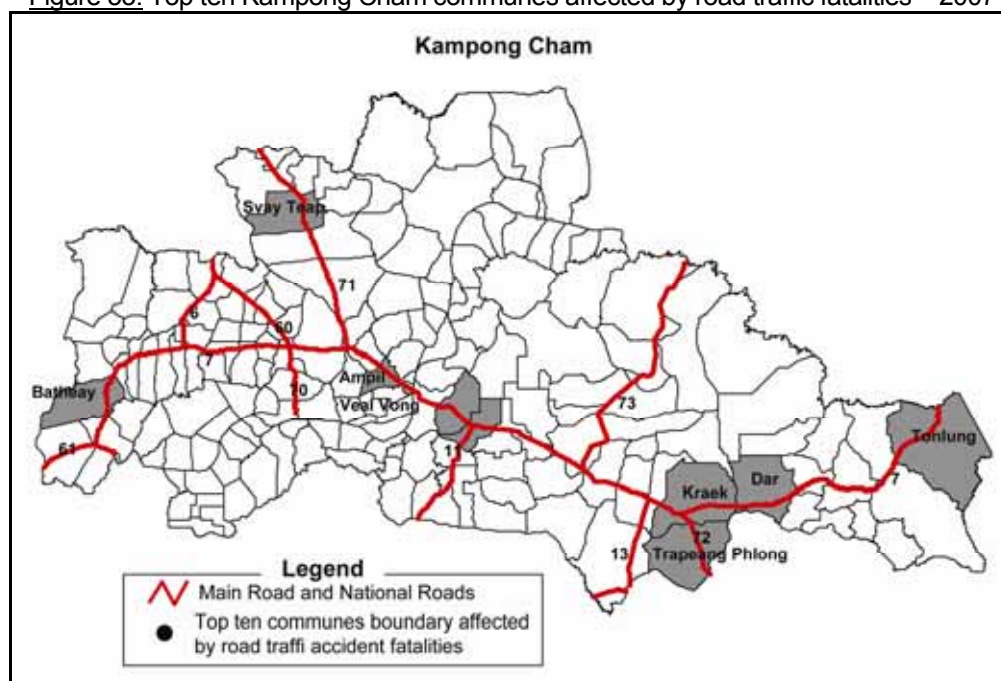 Figure 53: Top ten Kampong Cham communes affected by road traffic fatalities – 2007
Kampong Cham
Svay Teap
71
6
60
7
Batheay
70
Ampil
Veal Vong
73
61
11
Tonlung
Dar
Kraek
7
72
13
Trapeang Phlong
Legend
Main Road and National Roads
Top ten communes boundary affected
by road traffi accident fatalities